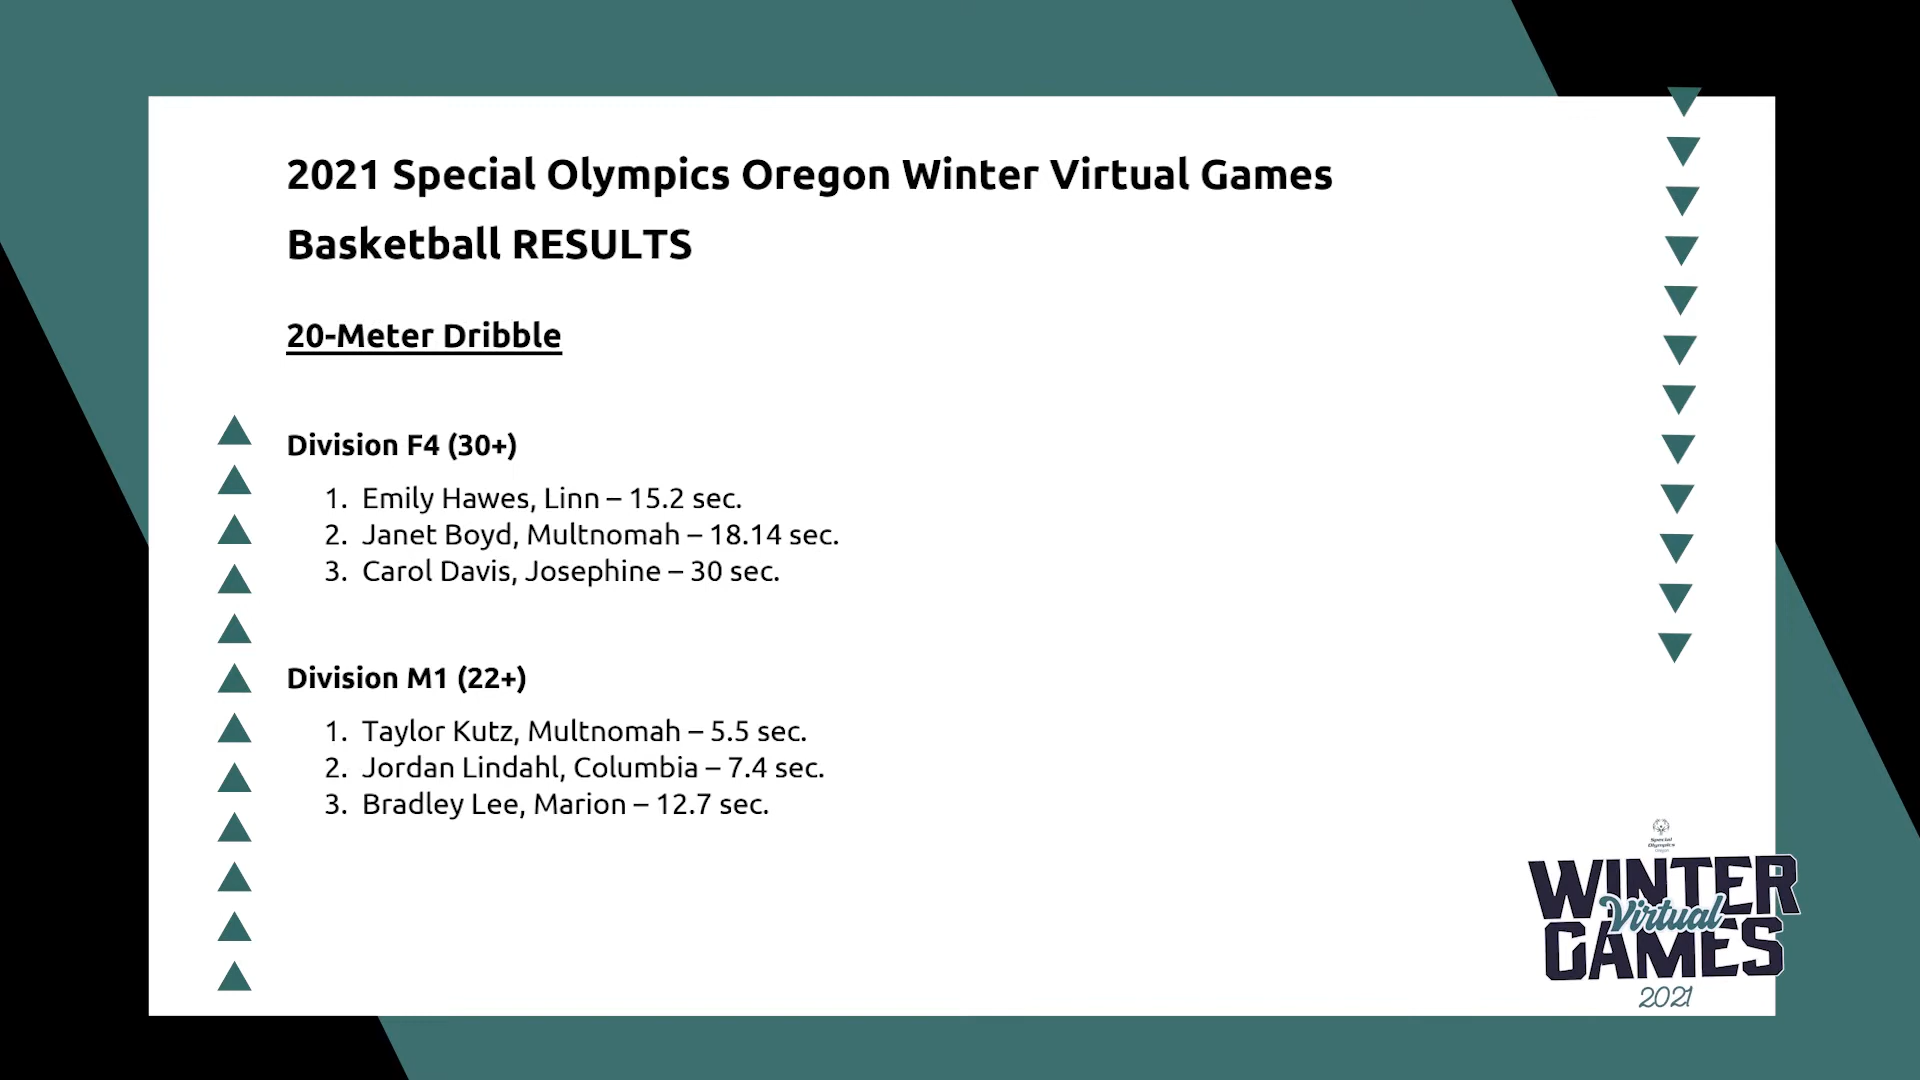 2021 Special Olympics Oregon Winter Virtual Games
Basketball RESULTS
20-Meter Dribble
Division F4 (30+)
1. Emily Hawes, Linn – 15.2 sec.
2. Janet Boyd, Multnomah – 18.14 sec.
3. Carol Davis, Josephine – 30 sec.
Division M1 (22+)
1. Taylor Kutz, Multnomah – 5.5 sec.
2. Jordan Lindahl, Columbia – 7.4 sec.
3. Bradley Lee, Marion – 12.7 sec.
Special
Olympics
WINTER
Virtual
GAMES
2021